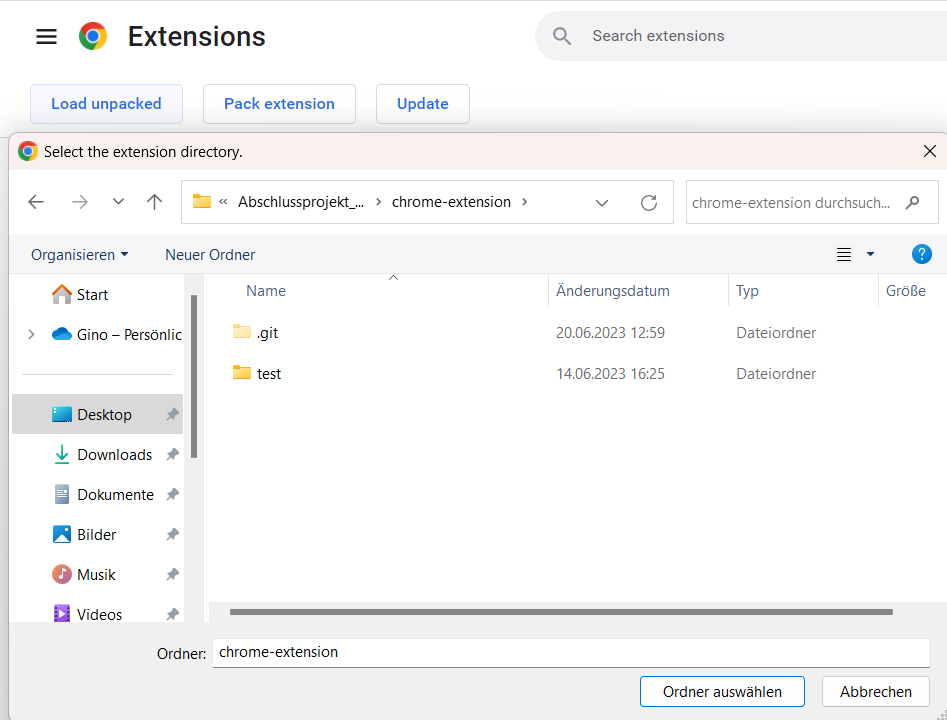 Extensions
Search extensions
Load unpacked Pack extension Update
Select the extension directory.
« Abschlussprojekt_... › chrome-extension ›
chrome-extension durchsuch...
Organisieren Neuer Ordner
Name Änderungsdatum Typ Größe
Start
Gino – Persönlic
Desktop
Downloads
Dokumente
Bilder
Musik
Videos
.git 20.06.2023 12:59 Dateiordner
test 14.06.2023 16:25 Dateiordner
Ordner: chrome-extension
Ordner auswählen Abbrechen